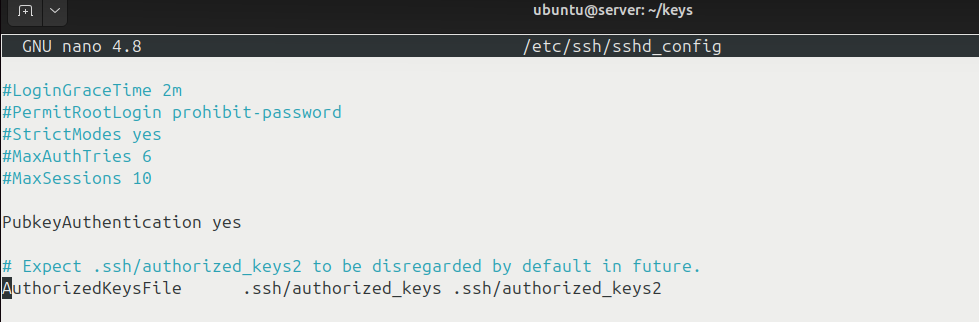 ubuntu@server: ~/keys
GNU nano 4.8 /etc/ssh/sshd_config
#LoginGraceTime 2m
#PermitRootLogin prohibit-password
#StrictModes yes
#MaxAuthTries 6
#MaxSessions 10
PubkeyAuthentication yes
# Expect .ssh/authorized_keys2 to be disregarded by default in future.
AuthorizedKeysFile .ssh/authorized_keys .ssh/authorized_keys2